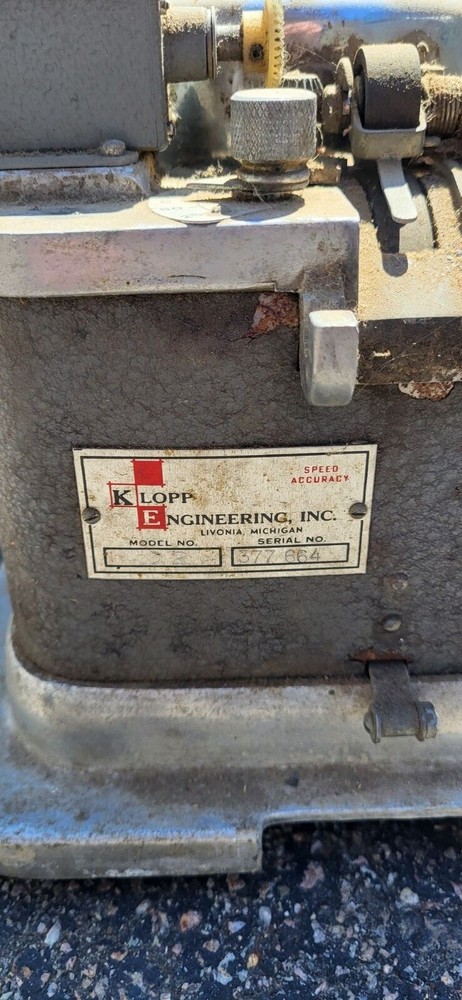 SPEED
ACCURACY
KLOPP
ENGINEERING, INC.
LIVONIA, MICHIGAN
MODEL NO. SERIAL NO.
377 664